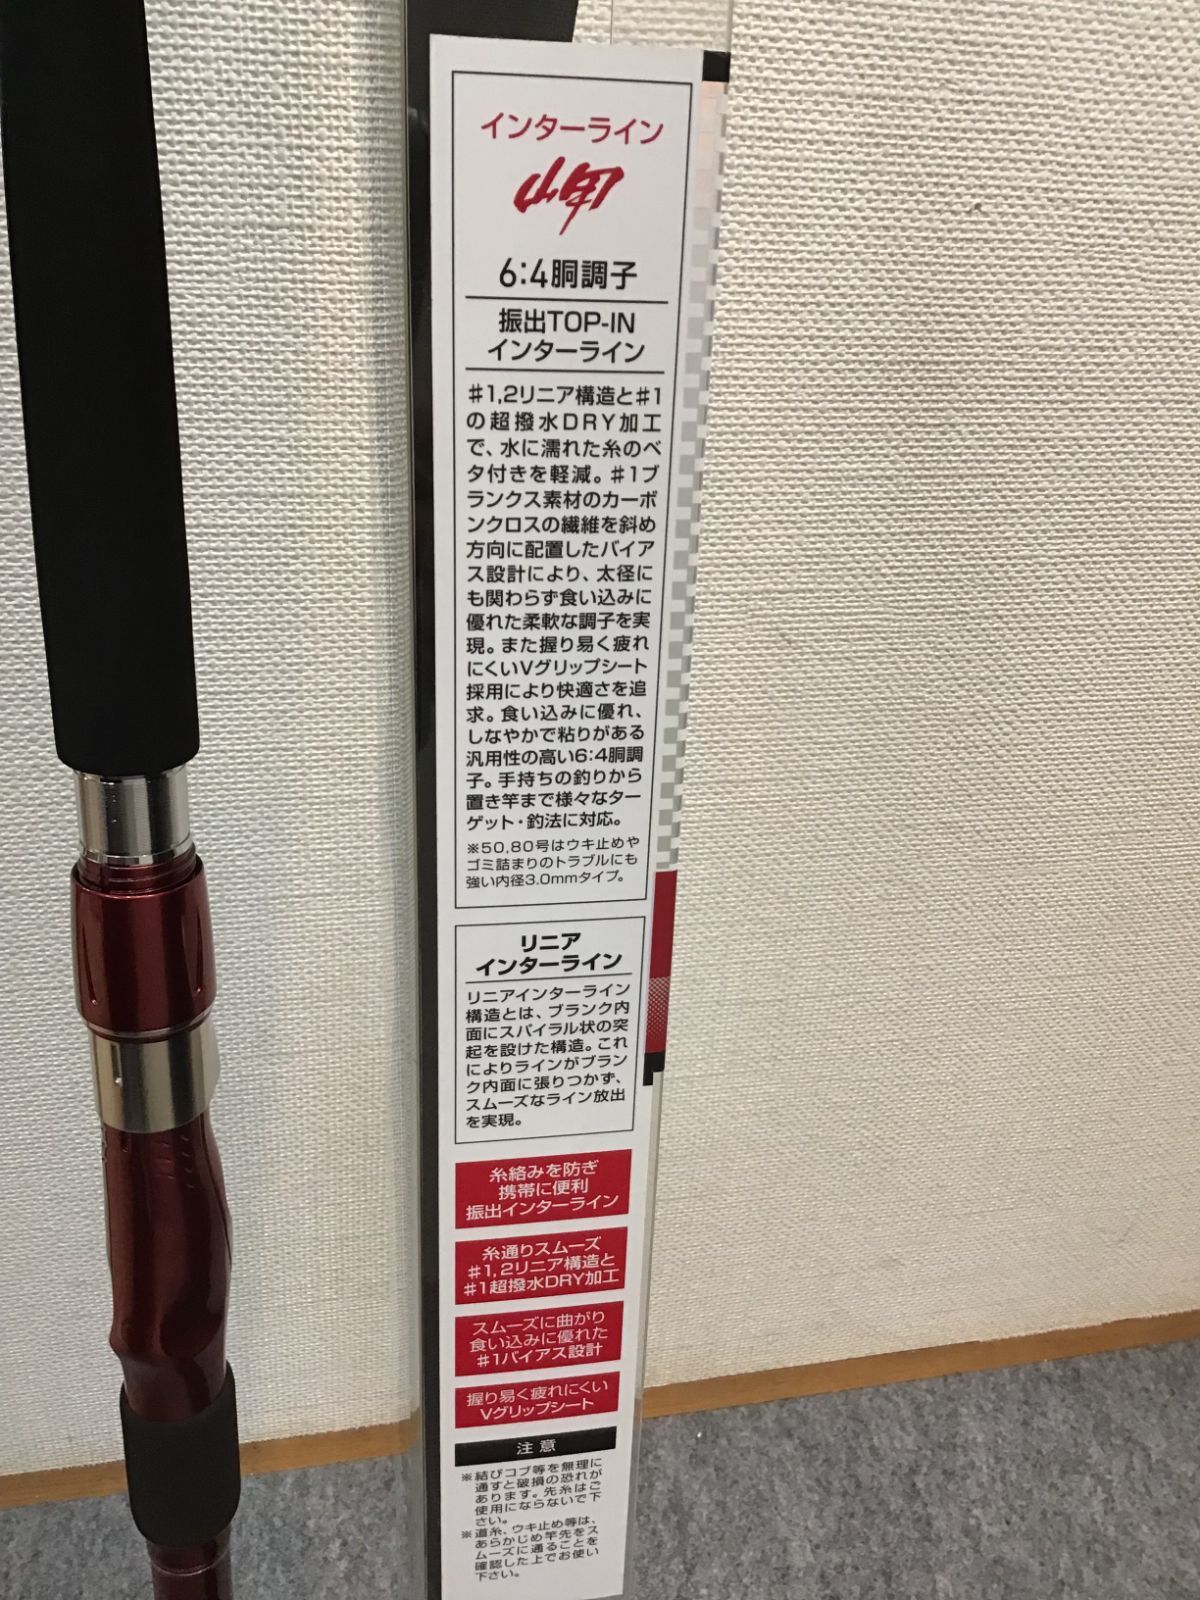 インターライン
岬
6:4胴調子
振出TOP-IN
インターライン
♯1,2リニア構造と♯1
の超撥水DRY加工
で、水に濡れた糸のベ
タ付きを軽減。♯1ブ
ランクス素材のカーボ
ンクロスの繊維を斜め
方向に配置したバイア
ス設計により、太径に
も関わらず食い込みに
優れた柔軟な調子を実
現。また握り易く疲れ
にくいVグリップシート
採用により快適さを追
求。食い込みに優れ、
しなやかで粘りがある
汎用性の高い6:4胴調
子。手持ちの釣りから
置き竿まで様々なター
ゲット・釣法に対応。
※50,80号はウキ止めや
ゴミ詰まりのトラブルにも
強い内径3.0mmタイプ。
リニア
インターライン
リニアインターライン
構造とは、ブランク内
面にスパイラル状の突
起を設けた構造。これ
によりラインがブラン
ク内面に張りつかず、
スムーズなライン放出
を実現。
糸絡みを防ぎ
携帯に便利
振出インターライン
糸通りスムーズ
♯1,2リニア構造と
♯1超撥水DRY加工
スムーズに曲がり
食い込みに優れた
♯1バイアス設計
握り易く疲れにくい
Vグリップシート
注意
※結びコブ等を無理に
通すと破損の恐れが
あります。先糸はご
使用にならないで下
さい。
※道糸、ウキ止め等は、
あらかじめ竿先をス
ムーズに通ることを
確認した上でお使い
下さい。